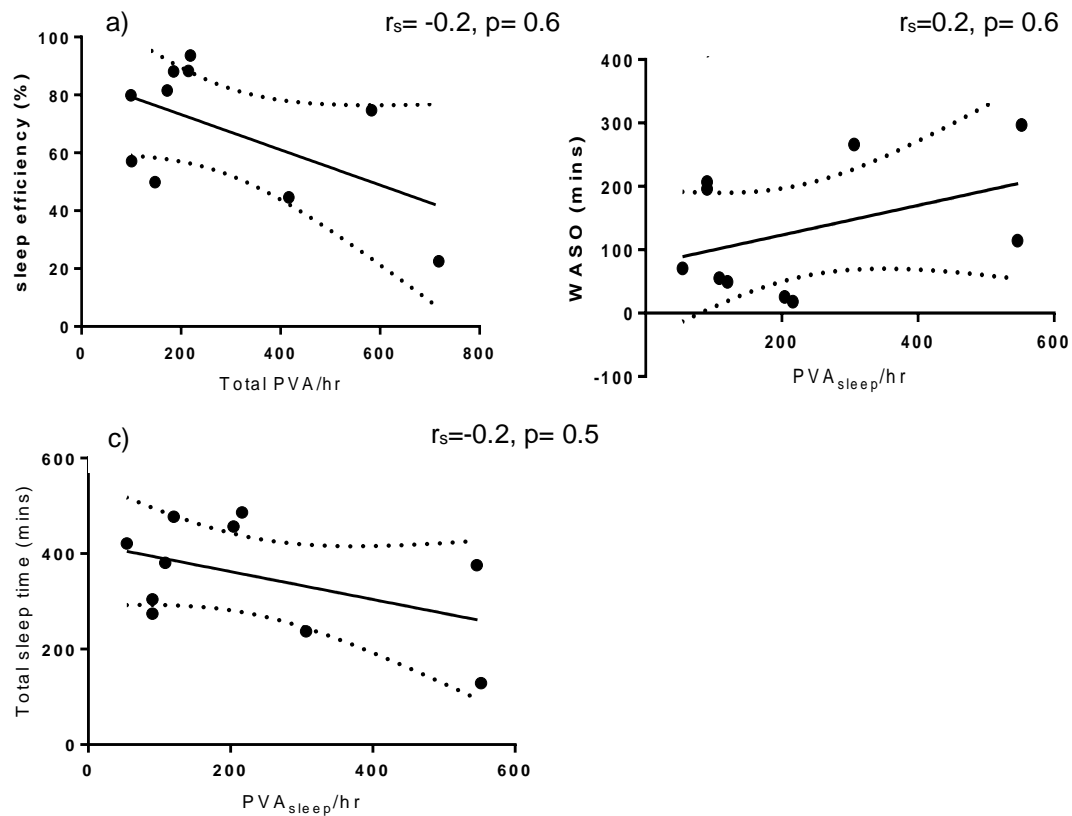 a)
rs= -0.2, p= 0.6
100
80
60
40
20
0
sleep efficiency (%)
0 200 400 600 800
Total PVA/hr
rs=0.2, p= 0.6
400
300
200
100
0
-100
WASO (mins)
200 400 600
PVAsleep/hr
c)
rs=-0.2, p= 0.5
600
400
200
0
Total sleep time (mins)
0 200 400 600
PVAsleep/hr